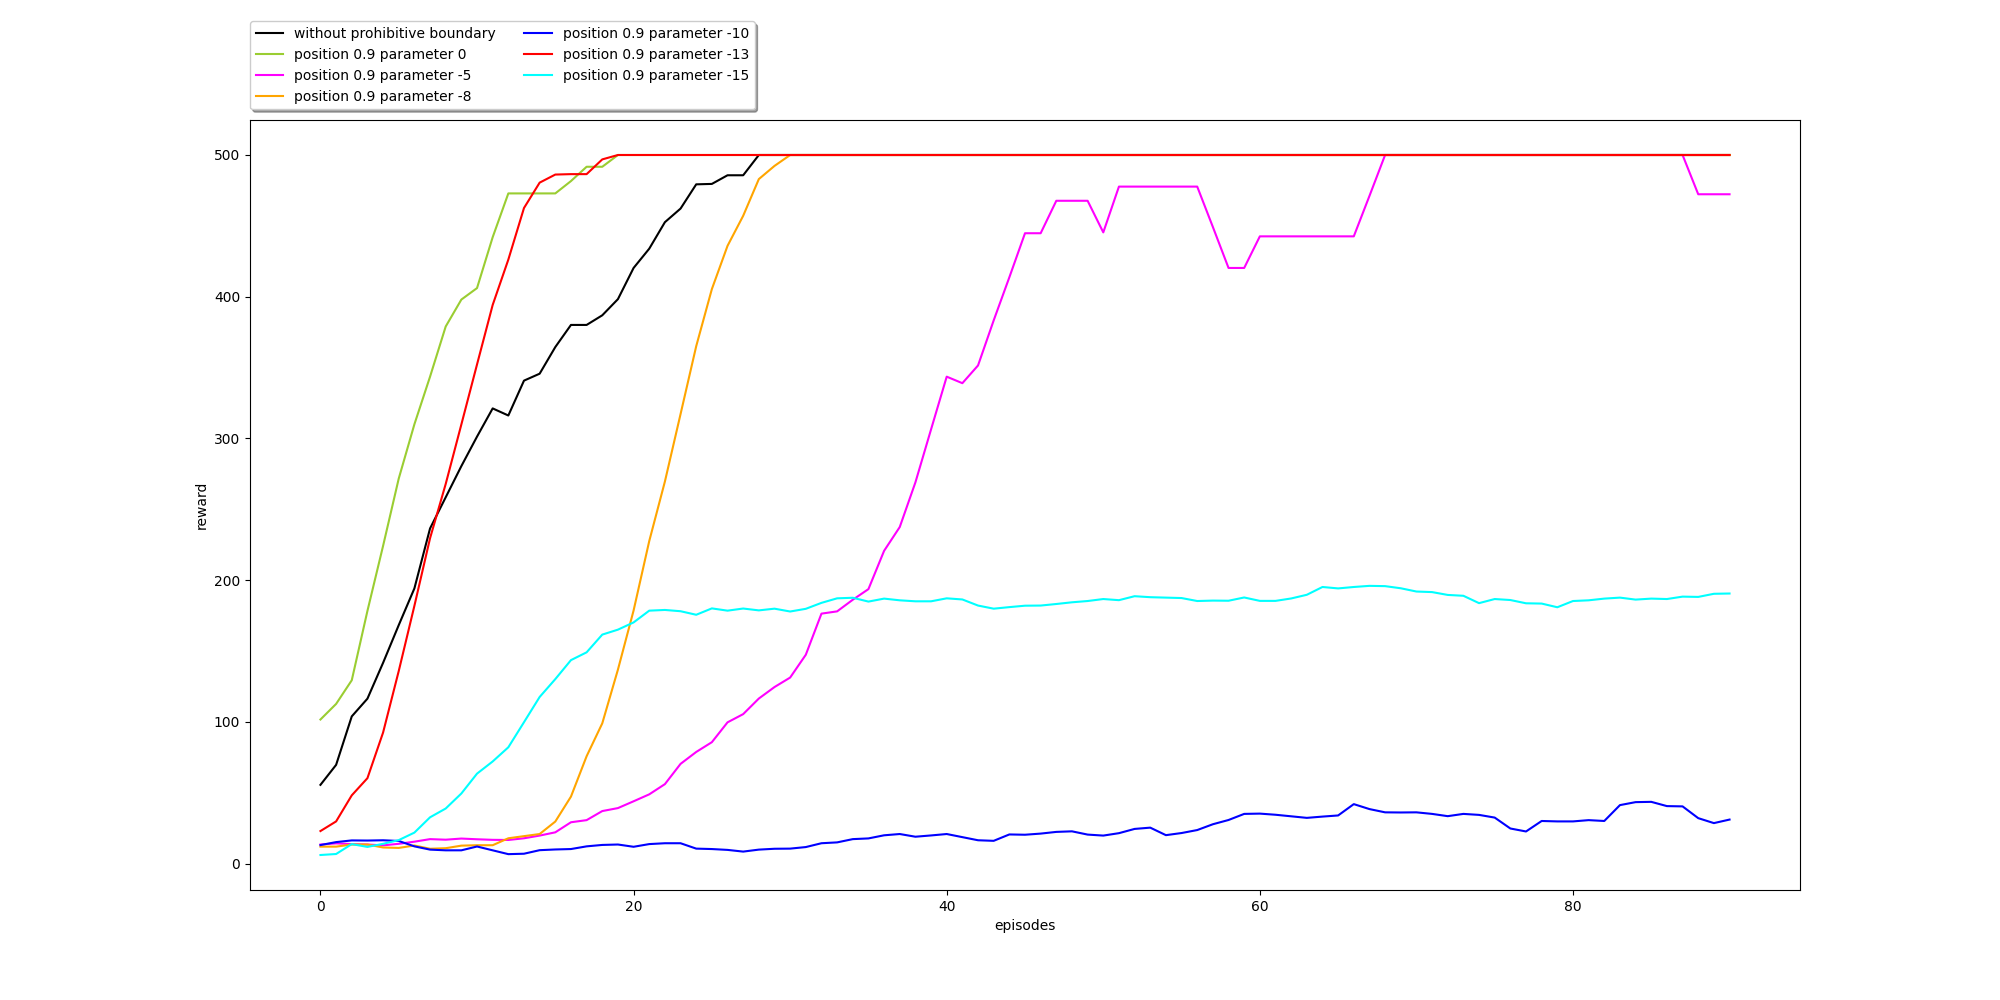 without prohibitive boundary
position 0.9 parameter 0
position 0.9 parameter -5
position 0.9 parameter -8
position 0.9 parameter -10
position 0.9 parameter -13
position 0.9 parameter -15
500
400
300
200
100
0
reward
0 20 40 60 80
episodes